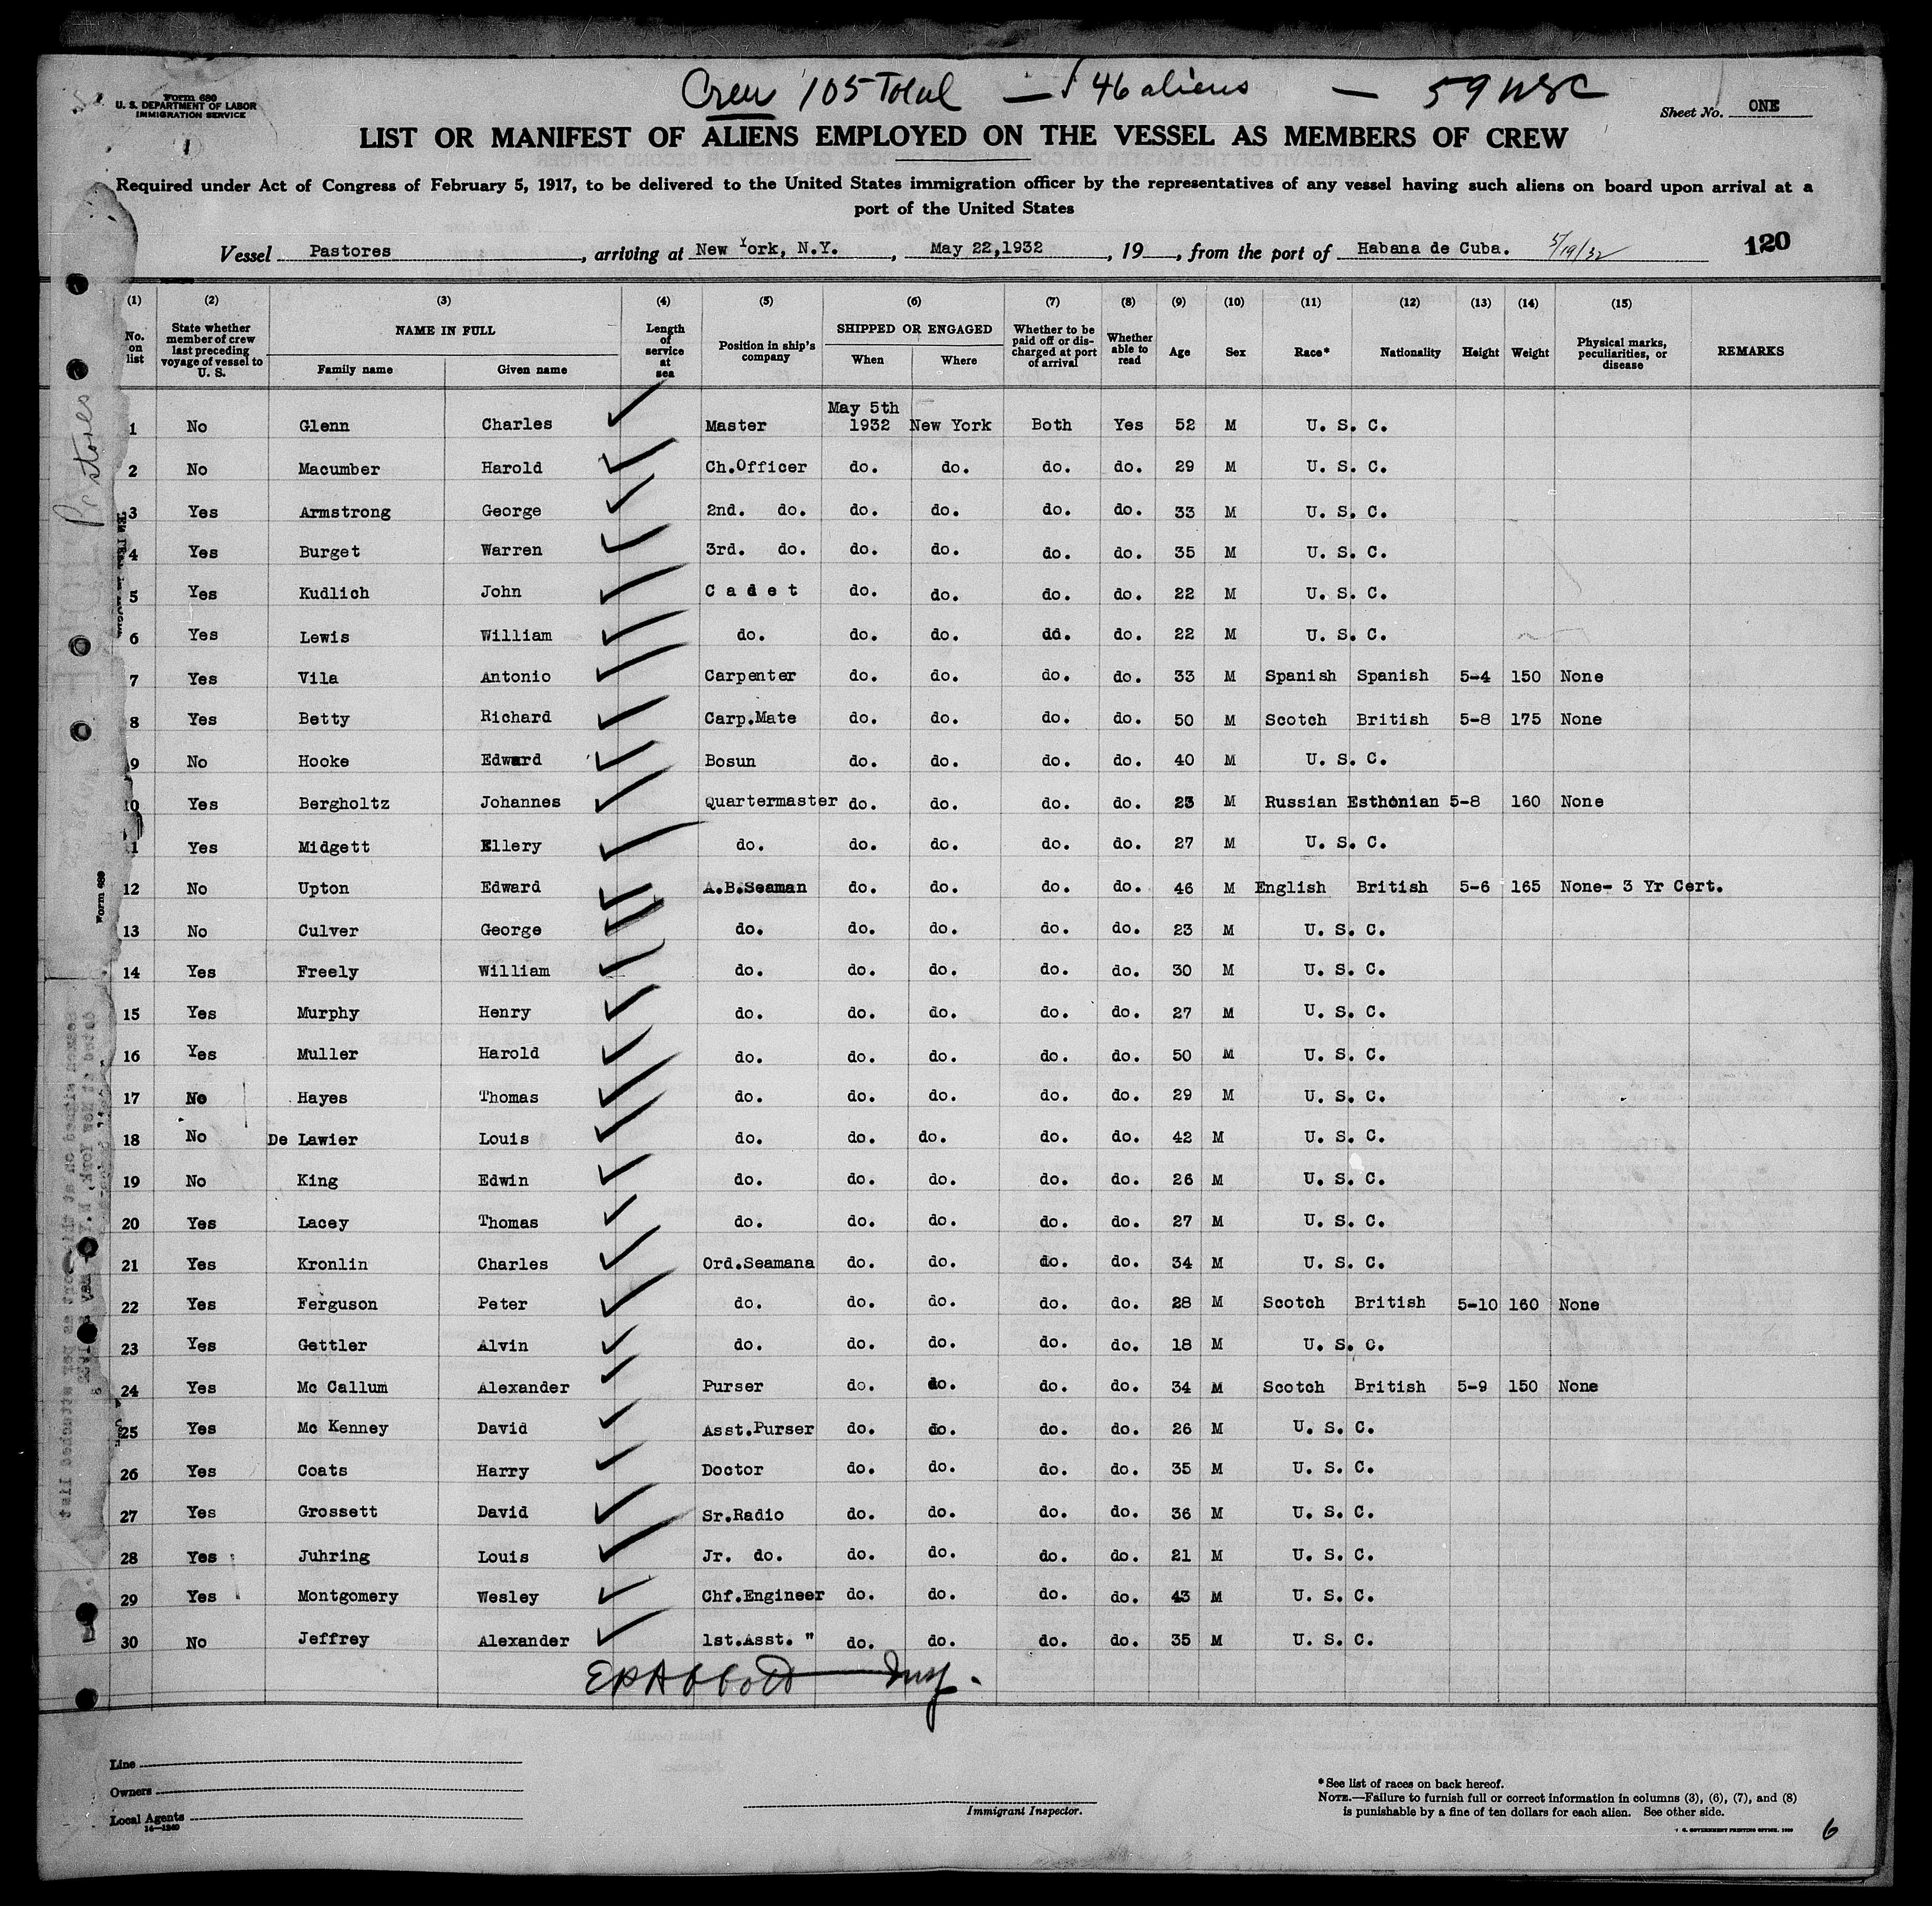 Crew 105 Total — 46 aliens — 59 USC
Form 680
U. S. DEPARTMENT OF LABOR
IMMIGRATION SERVICE
Sheet No. ONE
LIST OR MANIFEST OF ALIENS EMPLOYED ON THE VESSEL AS MEMBERS OF CREW
Required under Act of Congress of February 5, 1917, to be delivered to the United States immigration officer by the representatives of any vessel having such aliens on board upon arrival at a
port of the United States
Vessel Pastores, arriving at New York, N.Y., May 22,1932, 19__, from the port of Habana de Cuba. 5/19/32 120
(1) (2) (3) (4) (5) (6) (7) (8) (9) (10) (11) (12) (13) (14) (15)
No. on list State whether member of crew last preceding voyage of vessel to U. S. NAME IN FULL Family name Given name Length of service at sea Position in ship's company SHIPPED OR ENGAGED When Where Whether to be paid off or discharged at port of arrival Whether able to read Age Sex Race* Nationality Height Weight Physical marks, peculiarities, or disease REMARKS
1 No Glenn Charles Master May 5th 1932 New York Both Yes 52 M U. S. C.
2 No Macumber Harold Ch.Officer do. do. do. do. 29 M U. S. C.
3 Yes Armstrong George 2nd. do. do. do. do. do. 33 M U. S. C.
4 Yes Burget Warren 3rd. do. do. do. do. do. 35 M U. S. C.
5 Yes Kudlich John C a d e t do. do. do. do. 22 M U. S. C.
6 Yes Lewis William do. do. do. dd. do. 22 M U. S. C.
7 Yes Vila Antonio Carpenter do. do. do. do. 33 M Spanish Spanish 5-4 150 None
8 Yes Betty Richard Carp.Mate do. do. do. do. 50 M Scotch British 5-8 175 None
9 No Hooke Edward Bosun do. do. do. do. 40 M U. S. C.
10 Yes Bergholtz Johannes Quartermaster do. do. do. do. 23 M Russian Esthonian 5-8 160 None
11 Yes Midgett Ellery do. do. do. do. do. 27 M U. S. C.
12 No Upton Edward A.B.Seaman do. do. do. do. 46 M English British 5-6 165 None- 3 Yr Cert.
13 No Culver George do. do. do. do. do. 23 M U. S. C.
14 Yes Freely William do. do. do. do. do. 30 M U. S. C.
15 Yes Murphy Henry do. do. do. do. do. 27 M U. S. C.
16 Yes Muller Harold do. do. do. do. do. 50 M U. S. C.
17 No Hayes Thomas do. do. do. do. do. 29 M U. S. C.
18 No De Lawier Louis do. do. do. do. do. 42 M U. S. C.
19 No King Edwin do. do. do. do. do. 26 M U. S. C.
20 Yes Lacey Thomas do. do. do. do. do. 27 M U. S. C.
21 Yes Kronlin Charles Ord.Seamana do. do. do. do. 34 M U. S. C.
22 Yes Ferguson Peter do. do. do. do. do. 28 M Scotch British 5-10 160 None
23 Yes Gettler Alvin do. do. do. do. do. 18 M U. S. C.
24 Yes Mc Callum Alexander Purser do. do. do. do. 34 M Scotch British 5-9 150 None
25 Yes Mc Kenney David Asst.Purser do. do. do. do. 26 M U. S. C.
26 Yes Coats Harry Doctor do. do. do. do. 35 M U. S. C.
27 Yes Grossett David Sr.Radio do. do. do. do. 36 M U. S. C.
28 Yes Juhring Louis Jr. do. do. do. do. do. 21 M U. S. C.
29 Yes Montgomery Wesley Chf.Engineer do. do. do. do. 43 M U. S. C.
30 No Jeffrey Alexander 1st.Asst. " do. do. do. do. 35 M U. S. C.
Abbott Insp.
Line
Owners
Local Agents
14—1240
Immigrant Inspector.
*See list of races on back hereof.
NOTE.—Failure to furnish full or correct information in columns (3), (6), (7), and (8)
is punishable by a fine of ten dollars for each alien. See other side.
6
Pastores
Form 689